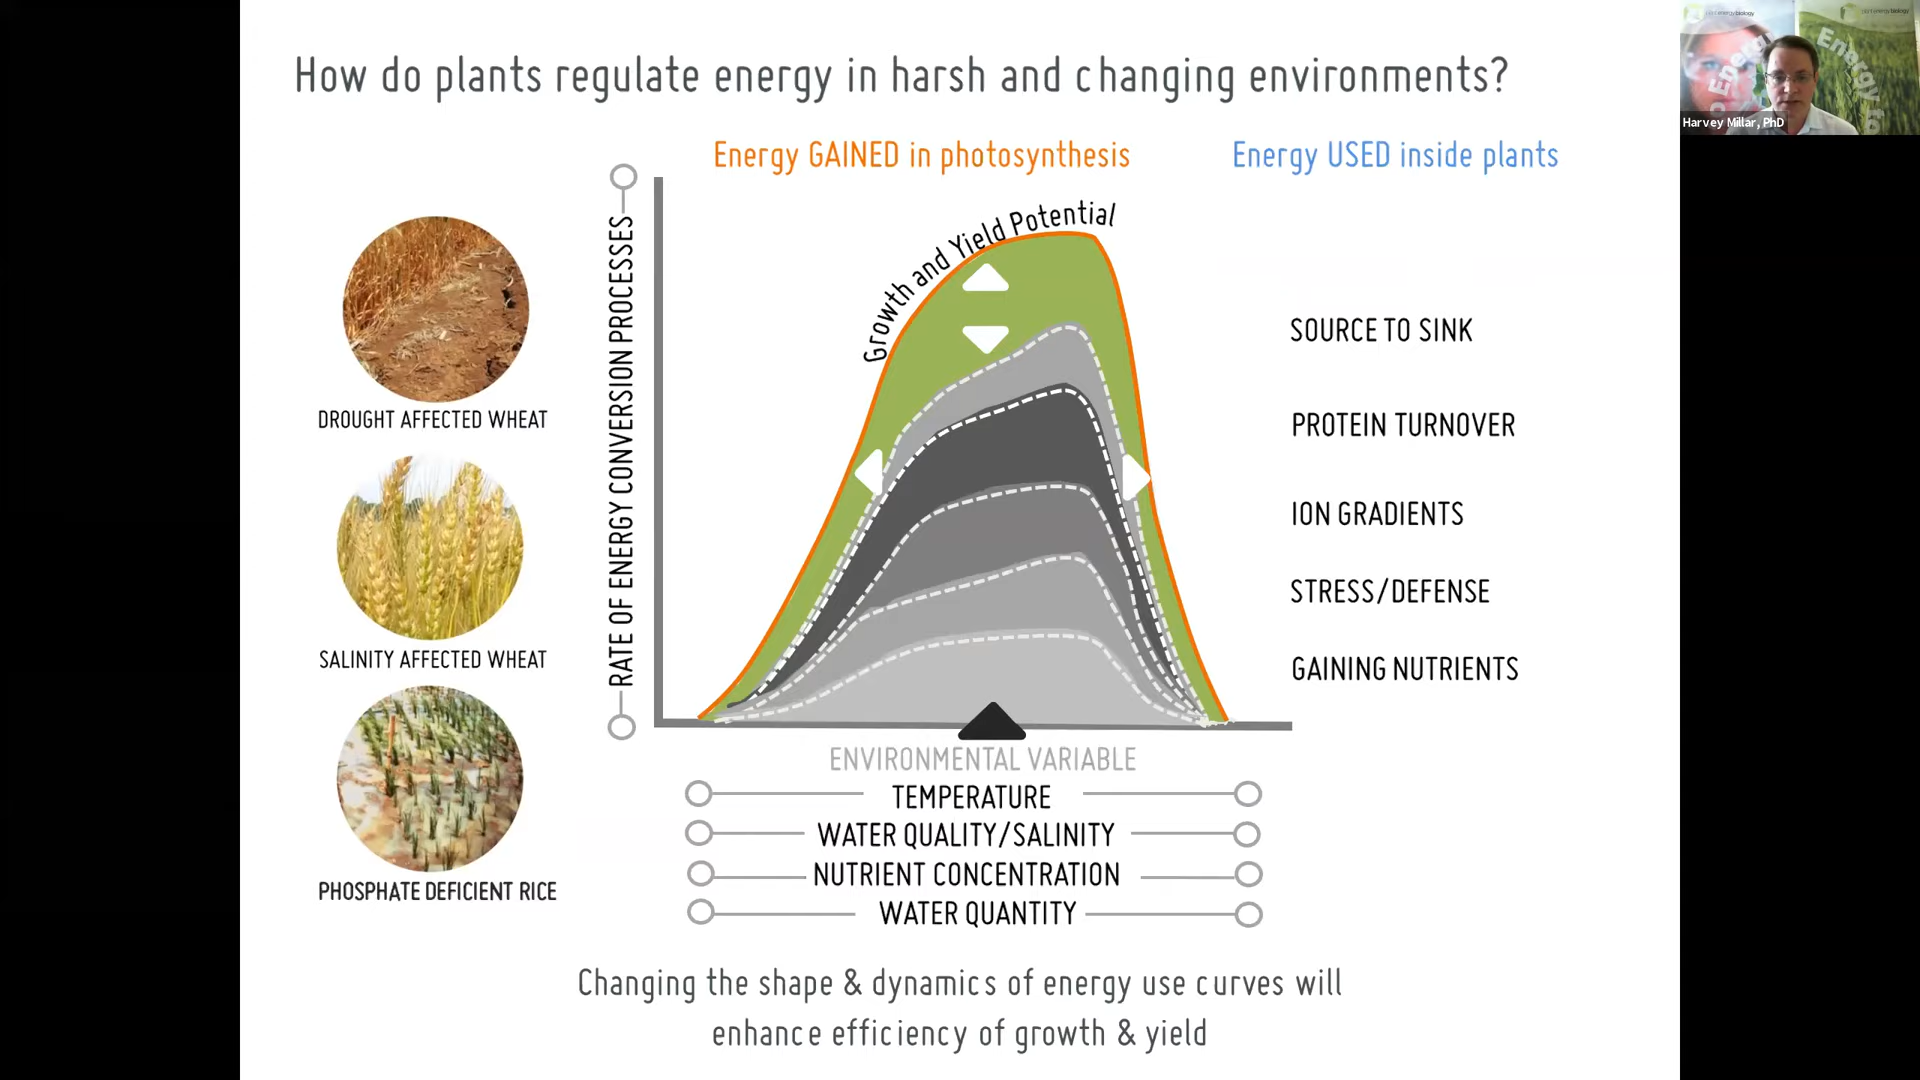 How do plants regulate energy in harsh and changing environments?
Energy GAINED in photosynthesis
Energy USED inside plants
Growth and Yield Potential
RATE OF ENERGY CONVERSION PROCESSES
DROUGHT AFFECTED WHEAT
SALINITY AFFECTED WHEAT
PHOSPHATE DEFICIENT RICE
SOURCE TO SINK
PROTEIN TURNOVER
ION GRADIENTS
STRESS/DEFENSE
GAINING NUTRIENTS
ENVIRONMENTAL VARIABLE
TEMPERATURE
WATER QUALITY/SALINITY
NUTRIENT CONCENTRATION
WATER QUANTITY
Changing the shape & dynamics of energy use curves will
enhance efficiency of growth & yield
Energy
Energy to
Harvey Millar, PhD